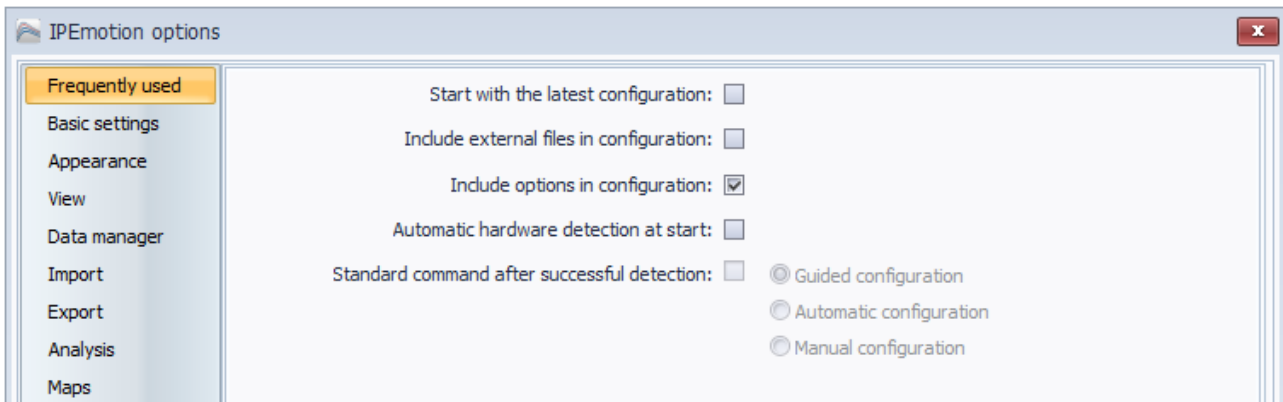 IPEmotion options
Frequently used
Basic settings
Appearance
View
Data manager
Import
Export
Analysis
Maps
Start with the latest configuration:
Include external files in configuration:
Include options in configuration:
Automatic hardware detection at start:
Standard command after successful detection:
Guided configuration
Automatic configuration
Manual configuration